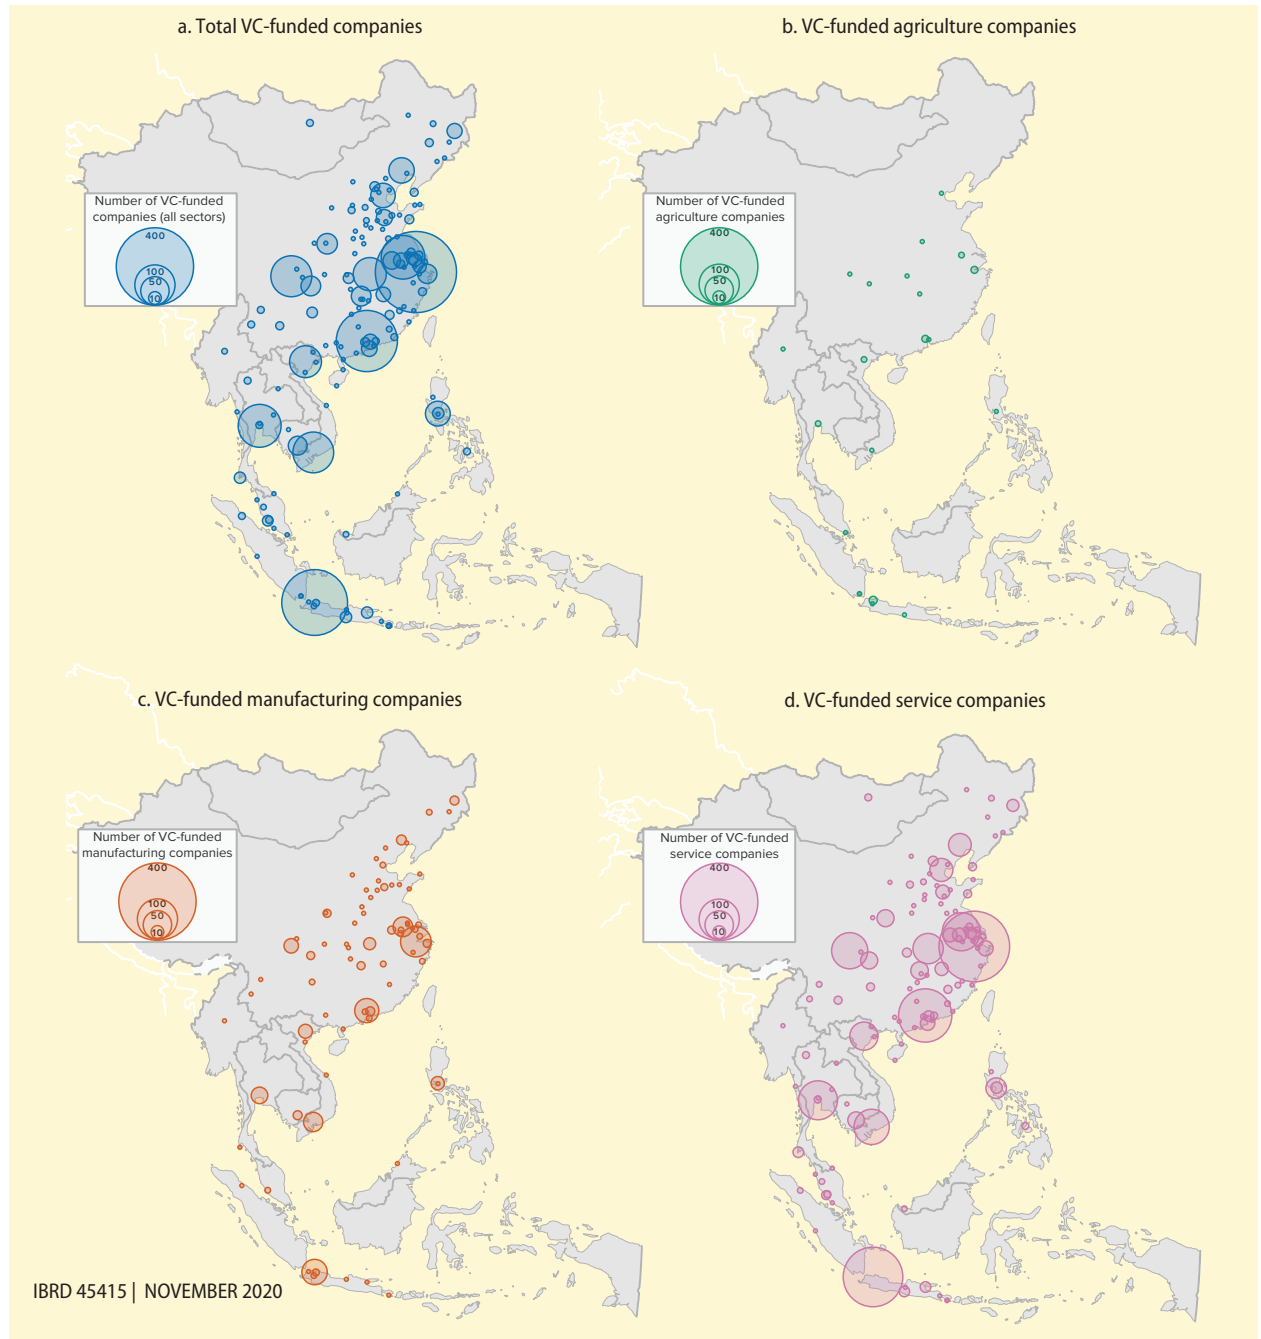 a. Total VC-funded companies
Number of VC-funded
companies (all sectors)
400
100
50
10
b. VC-funded agriculture companies
Number of VC-funded
agriculture companies
400
100
50
10
c. VC-funded manufacturing companies
Number of VC-funded
manufacturing companies
400
100
50
10
d. VC-funded service companies
Number of VC-funded
service companies
400
100
50
10
IBRD 45415 | NOVEMBER 2020